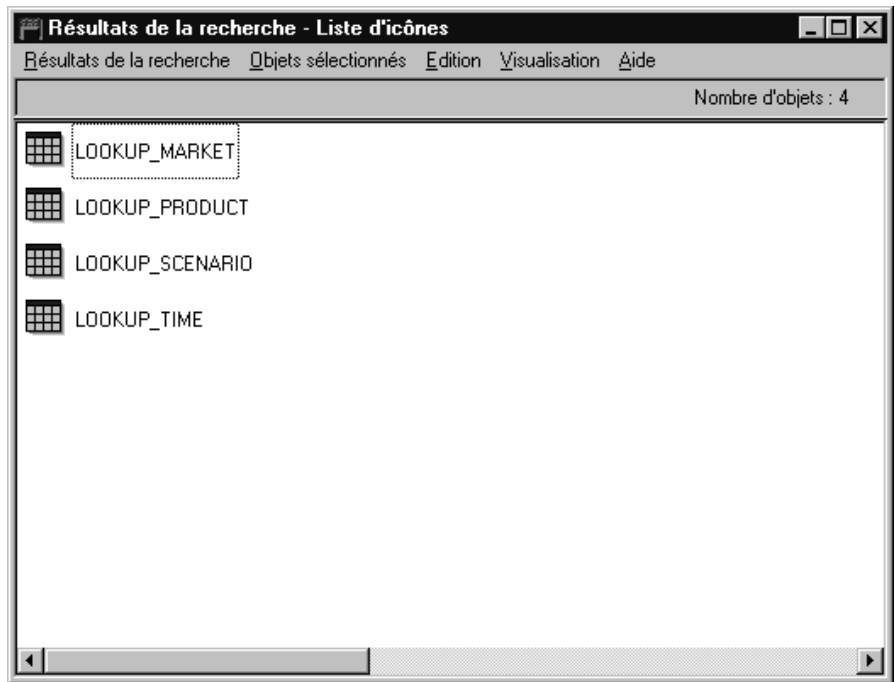 Résultats de la recherche - Liste d'icônes
Résultats de la recherche Objets sélectionnés Edition Visualisation Aide
Nombre d'objets : 4
LOOKUP_MARKET
LOOKUP_PRODUCT
LOOKUP_SCENARIO
LOOKUP_TIME